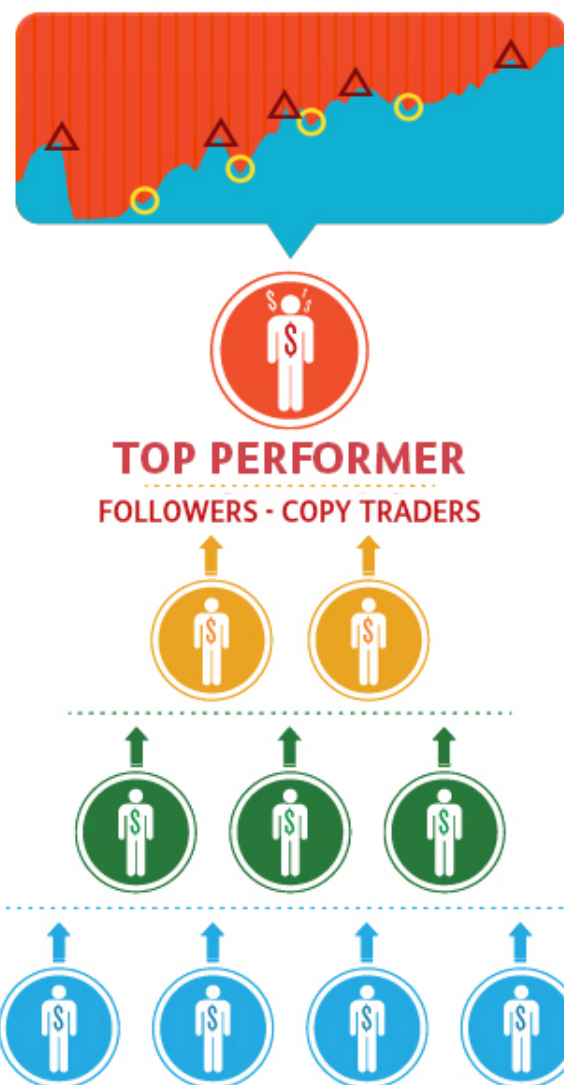 $ $ $
$
TOP PERFORMER
FOLLOWERS - COPY TRADERS
$ $
$ $ $
$ $ $ $